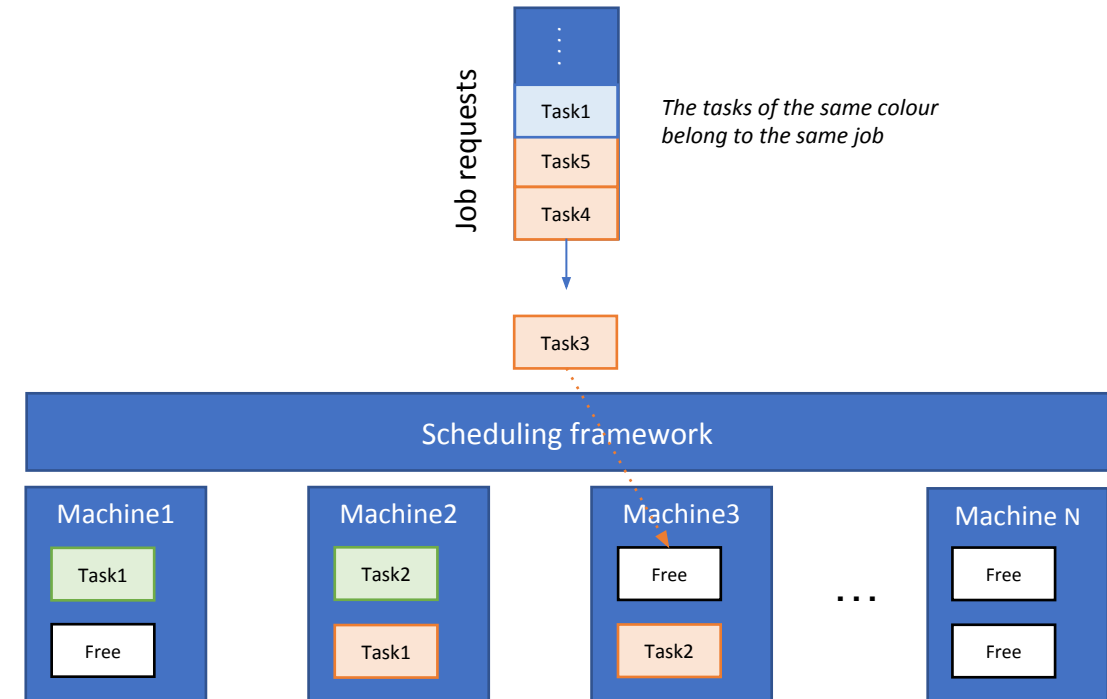 Job requests
Task1
Task5
Task4
The tasks of the same colour
belong to the same job
Task3
Scheduling framework
Machine1
Task1
Free
Machine2
Task2
Task1
Machine3
Free
Task2
...
Machine N
Free
Free